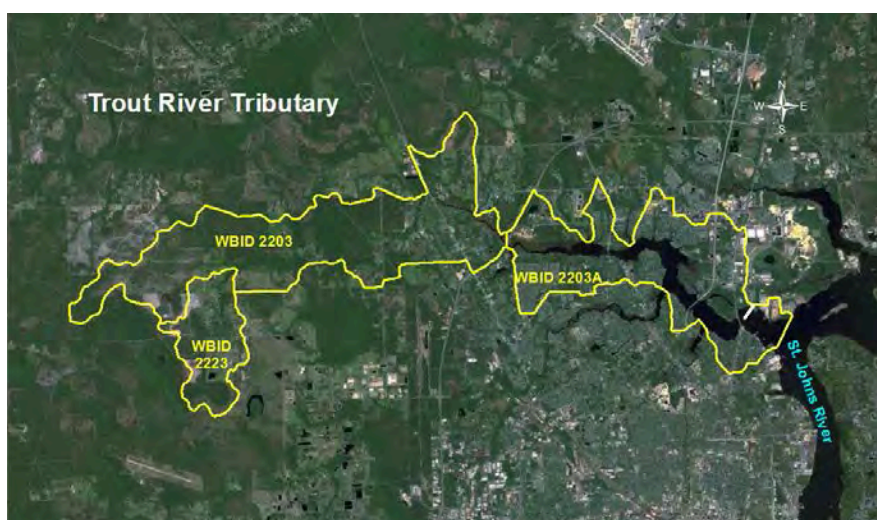 Trout River Tributary
N
W E
S
WBID 2203
WBID 2203A
WBID
2223
St. Johns River